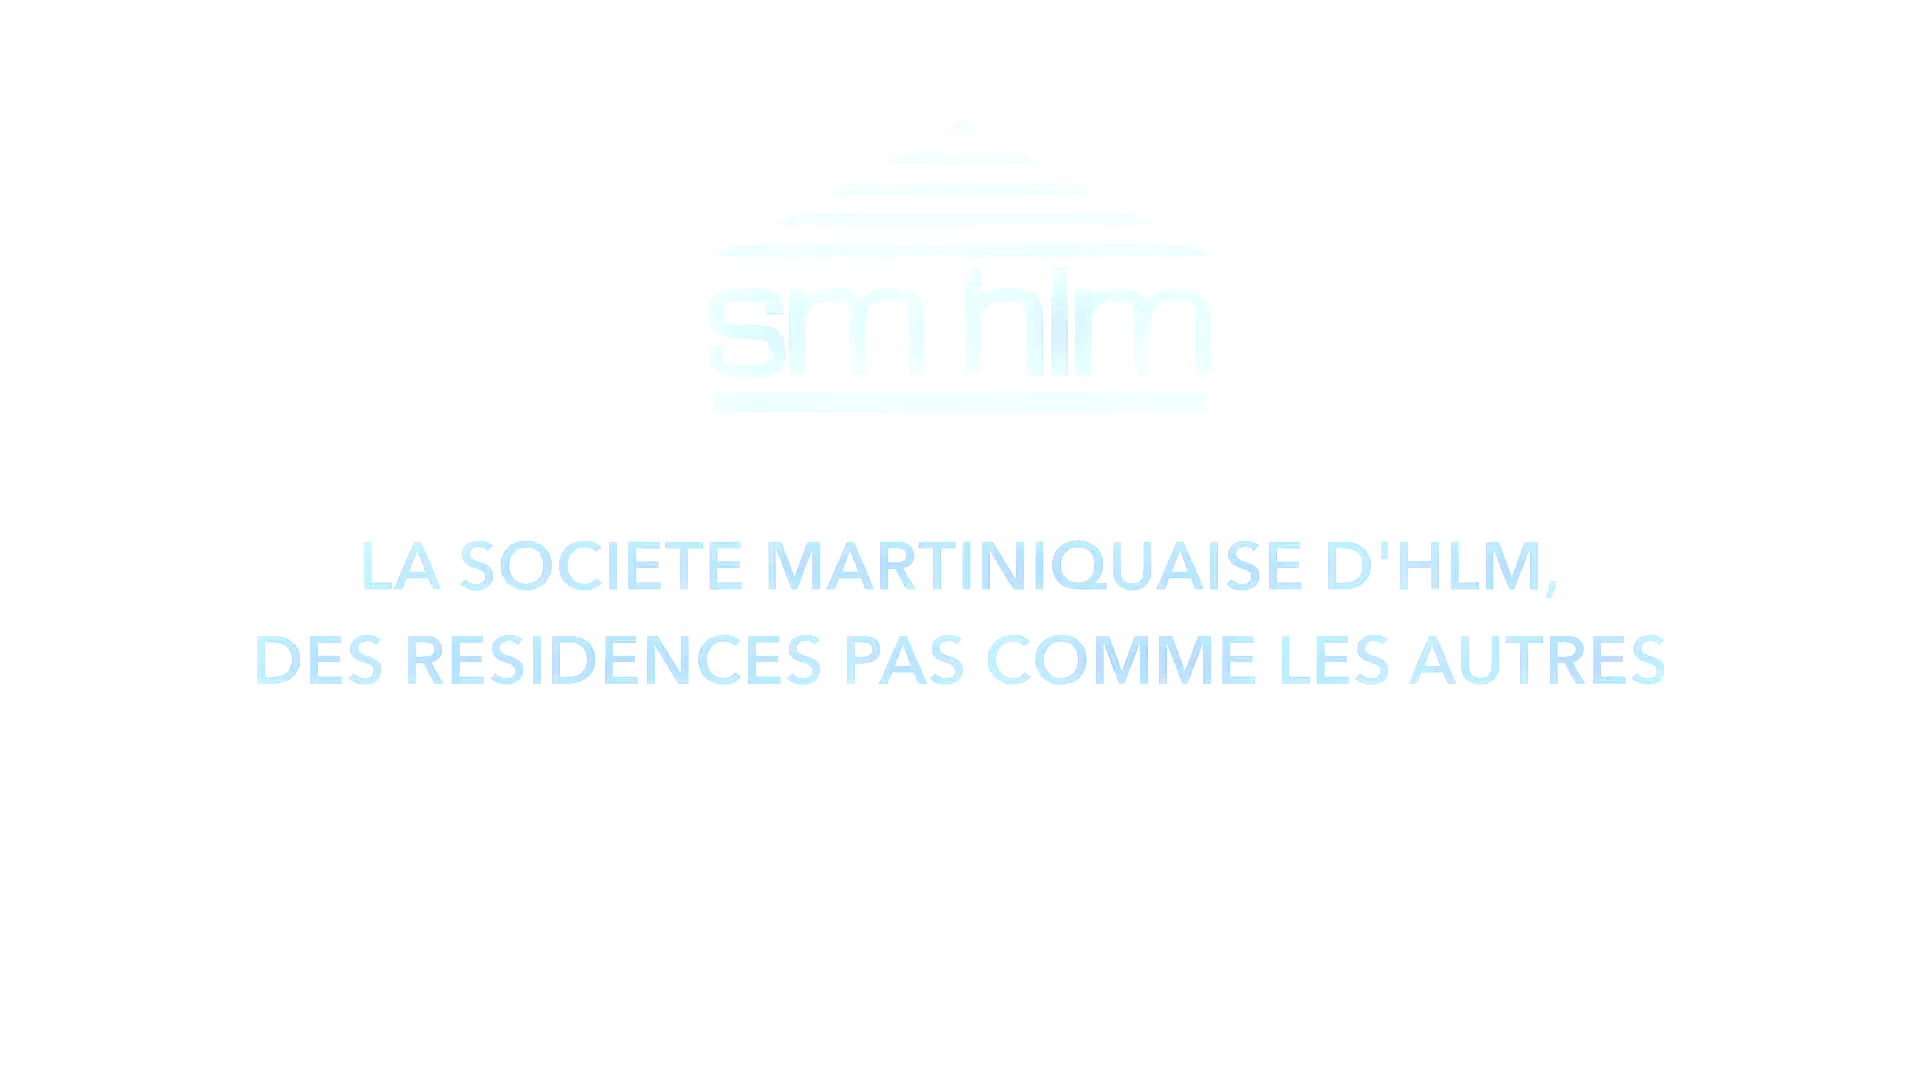 sm hlm
LA SOCIETE MARTINIQUAISE D'HLM,
DES RESIDENCES PAS COMME LES AUTRES